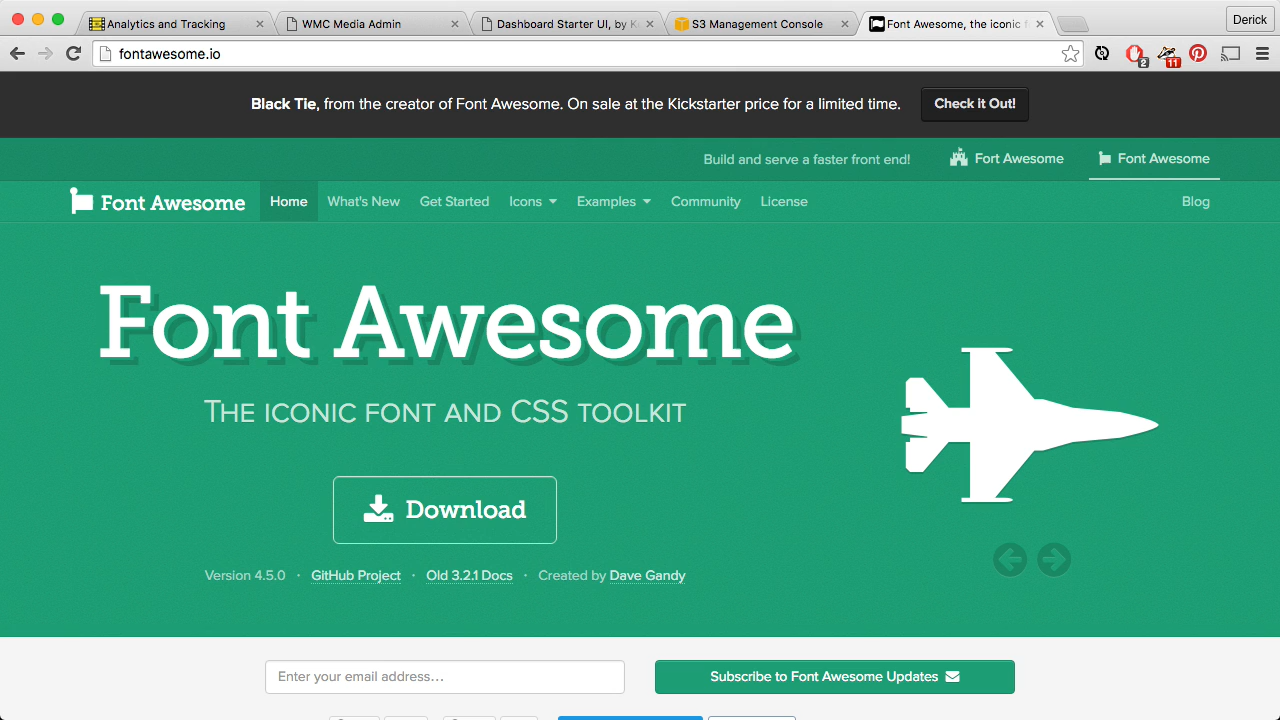 Analytics and Tracking
WMC Media Admin
Dashboard Starter UI, by K
S3 Management Console
Font Awesome, the iconic f
Derick
fontawesome.io
2
11
Black Tie, from the creator of Font Awesome. On sale at the Kickstarter price for a limited time.
Check it Out!
Build and serve a faster front end!
Fort Awesome
Font Awesome
Font Awesome
Home
What's New
Get Started
Icons
Examples
Community
License
Blog
Font Awesome
The iconic font and CSS toolkit
Download
Version 4.5.0 · GitHub Project · Old 3.2.1 Docs · Created by Dave Gandy
Enter your email address...
Subscribe to Font Awesome Updates